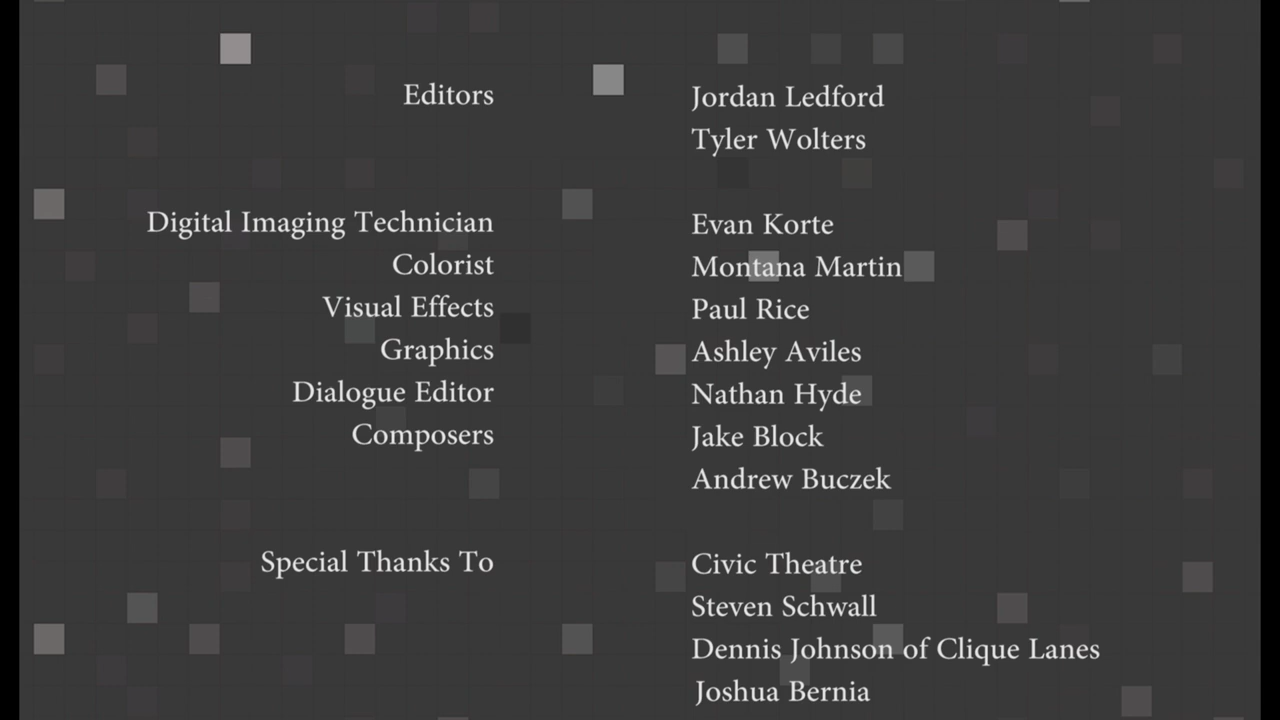 Editors Jordan Ledford
Tyler Wolters
Digital Imaging Technician Evan Korte
Colorist Montana Martin
Visual Effects Paul Rice
Graphics Ashley Aviles
Dialogue Editor Nathan Hyde
Composers Jake Block
Andrew Buczek
Special Thanks To Civic Theatre
Steven Schwall
Dennis Johnson of Clique Lanes
Joshua Bernia